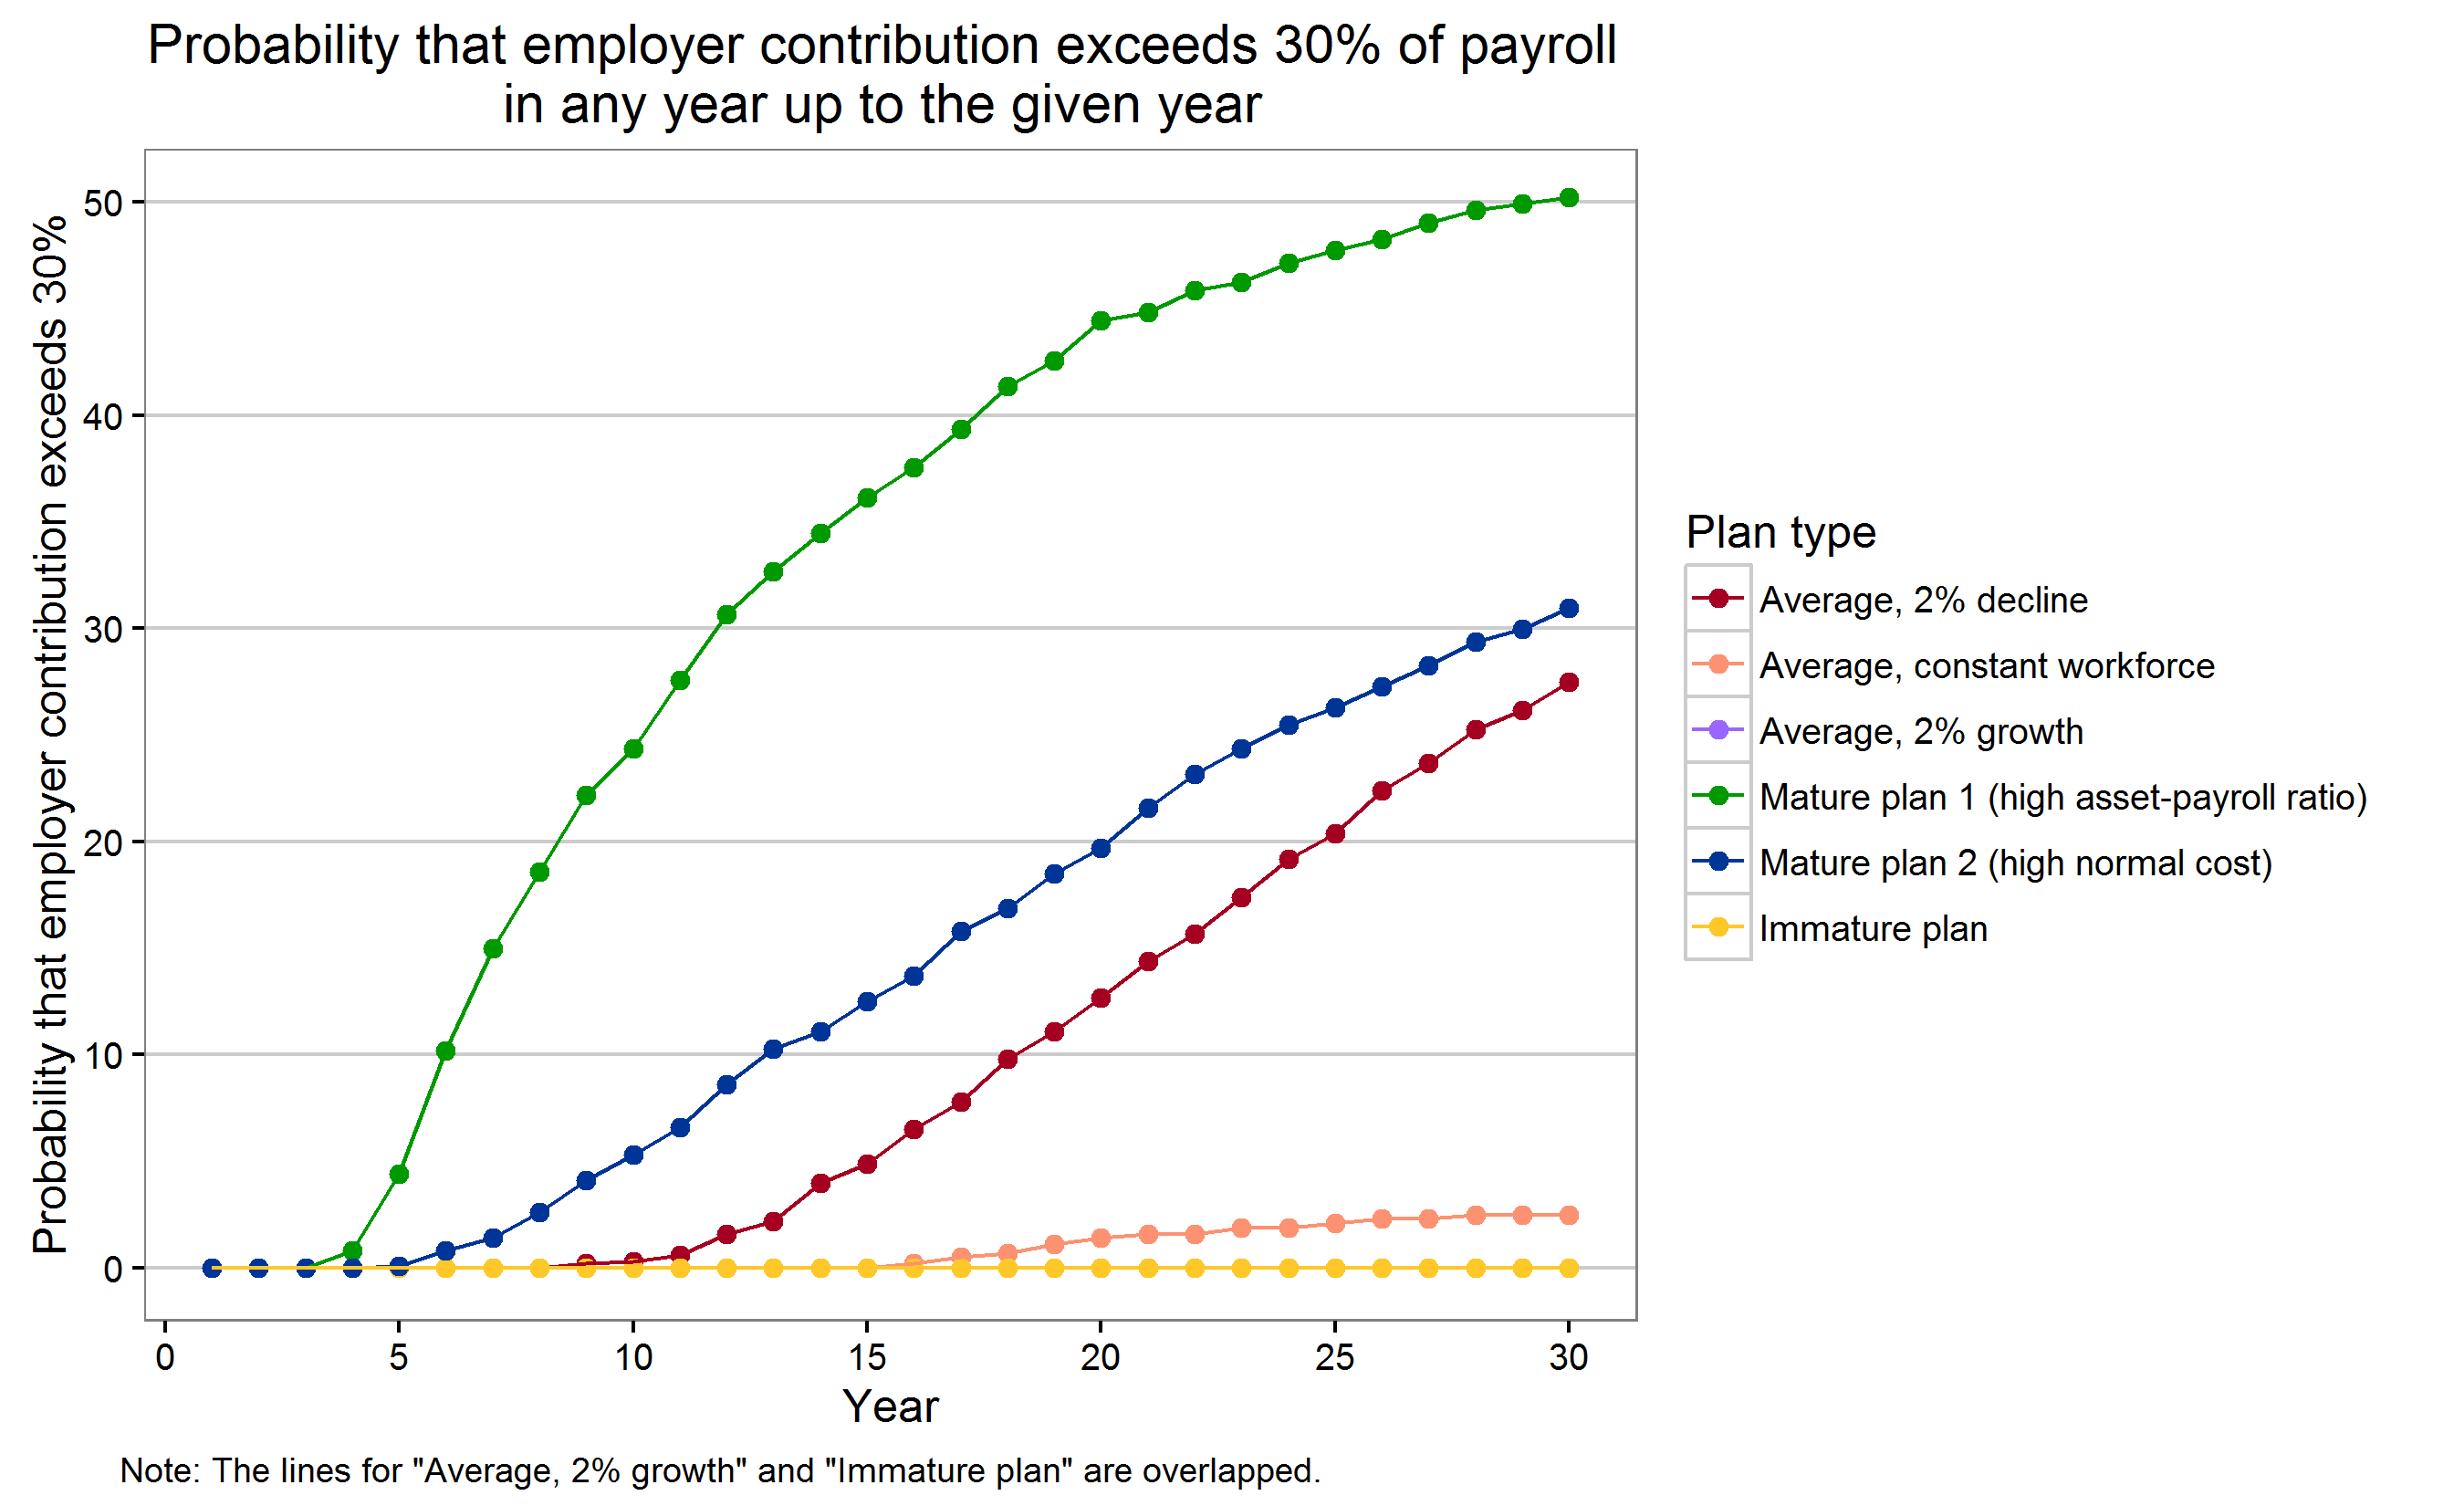 Probability that employer contribution exceeds 30% of payroll
in any year up to the given year
Probability that employer contribution exceeds 30%
50
40
30
20
10
0
0 5 10 15 20 25 30
Year
Plan type
Average, 2% decline
Average, constant workforce
Average, 2% growth
Mature plan 1 (high asset-payroll ratio)
Mature plan 2 (high normal cost)
Immature plan
Note: The lines for "Average, 2% growth" and "Immature plan" are overlapped.